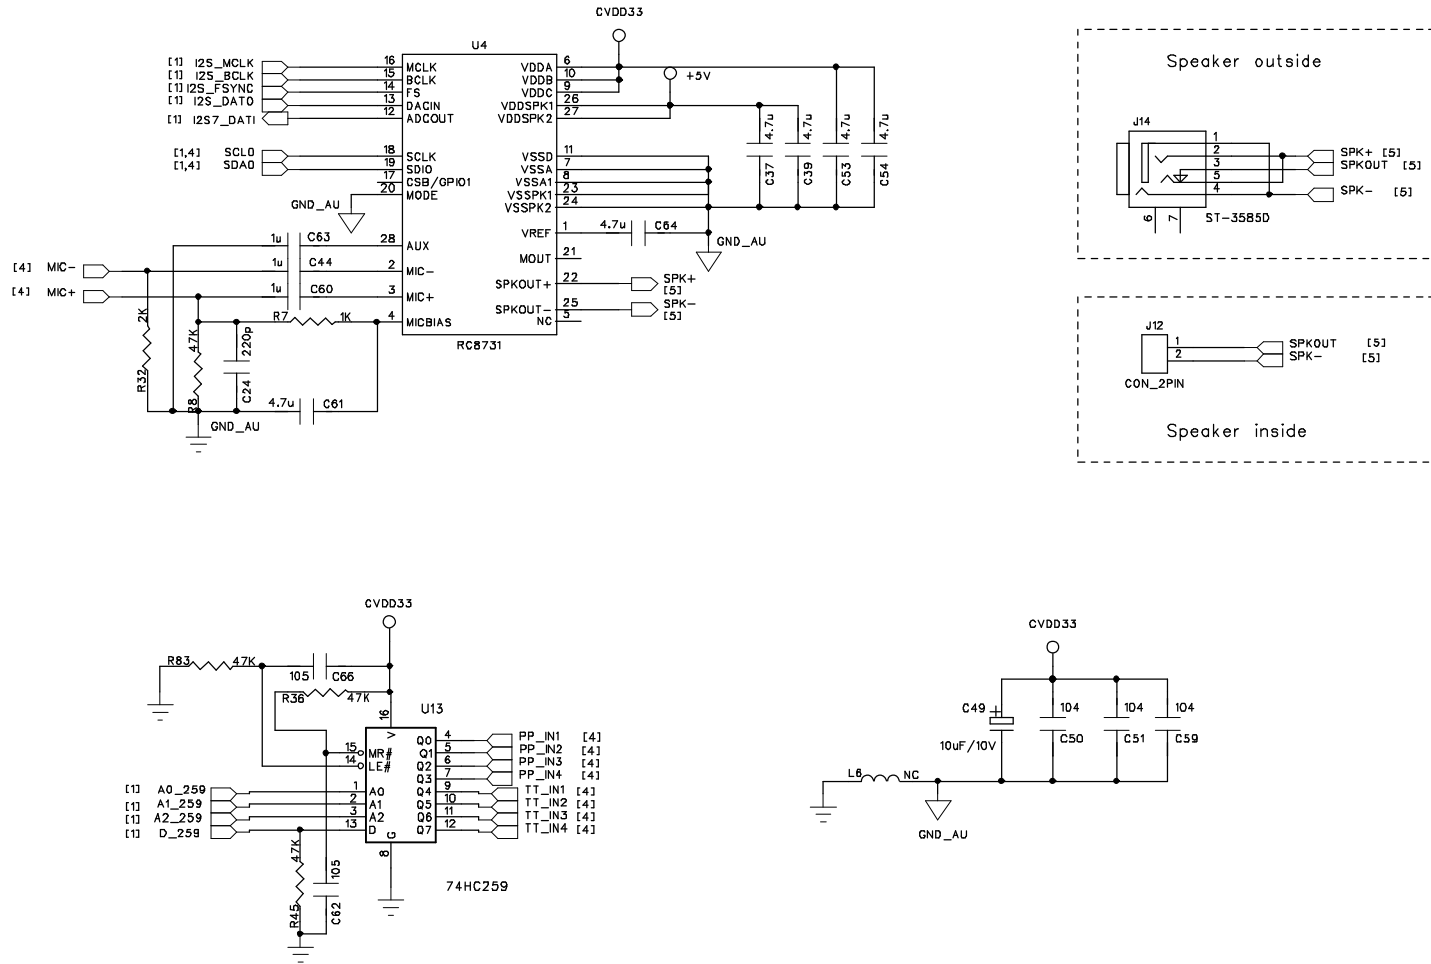 CVDD33
U4
[1] I2S_MCLK 16 MCLK VDDA 6
[1] I2S_BCLK 15 BCLK VDDB 10
[1] I2S_FSYNC 14 FS VDDC 9
[1] I2S_DATO 13 DACIN VDDSPK1 26
[1] I2S7_DATI 12 ADCOUT VDDSPK2 27
+5V
4.7u 4.7u 4.7u 4.7u
C37 C39 C53 C54
[1,4] SCL0 18 SCLK VSSD 11
[1,4] SDA0 19 SDIO VSSA 7
17 CSB/GPIO1 VSSA1 8
20 MODE VSSPK1 23
VSSPK2 24
GND_AU
VREF 1 4.7u C64
GND_AU
1u C63 28 AUX MOUT 21
[4] MIC- 1u C44 2 MIC- SPKOUT+ 22 SPK+ [5]
[4] MIC+ 1u C60 3 MIC+ SPKOUT- 25 SPK- [5]
R7 1K 4 MICBIAS NC 5
RC8731
R32 2K
R8 47K
C24 220p
4.7u C61
GND_AU
Speaker outside
J14
1
2 SPK+ [5]
3 SPKOUT [5]
5
4 SPK- [5]
6 7
ST-3585D
J12
1 SPKOUT [5]
2 SPK- [5]
CON_2PIN
Speaker inside
CVDD33
R83 47K
105 C66
R36 47K
U13
16 V
15 MR# Q0 4 PP_IN1 [4]
14 LE# Q1 5 PP_IN2 [4]
Q2 6 PP_IN3 [4]
Q3 7 PP_IN4 [4]
[1] A0_259 1 A0 Q4 9 TT_IN1 [4]
[1] A1_259 2 A1 Q5 10 TT_IN2 [4]
[1] A2_259 3 A2 Q6 11 TT_IN3 [4]
[1] D_259 13 D Q7 12 TT_IN4 [4]
G 8
R45 47K
C62 105
74HC259
CVDD33
C49 + 104 104 104
10uF/10V C50 C51 C59
L6 NC
GND_AU